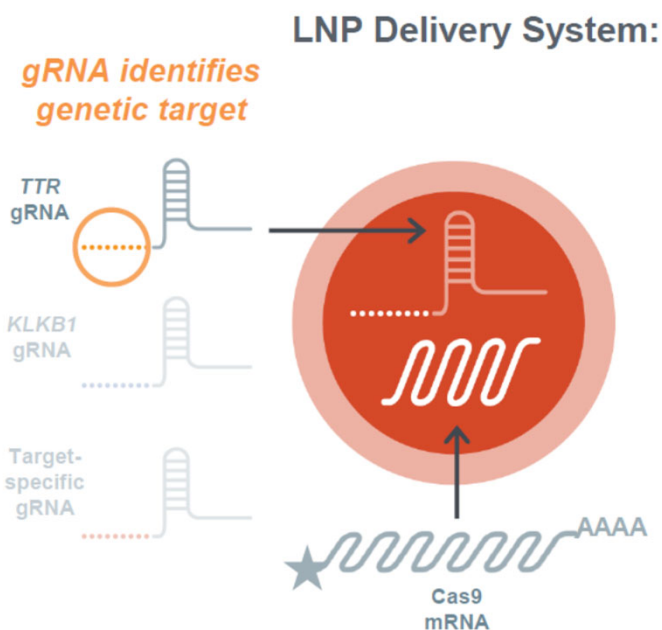 LNP Delivery System:
gRNA identifies
genetic target
TTR
gRNA
KLKB1
gRNA
Target-
specific
gRNA
AAAA
Cas9
mRNA